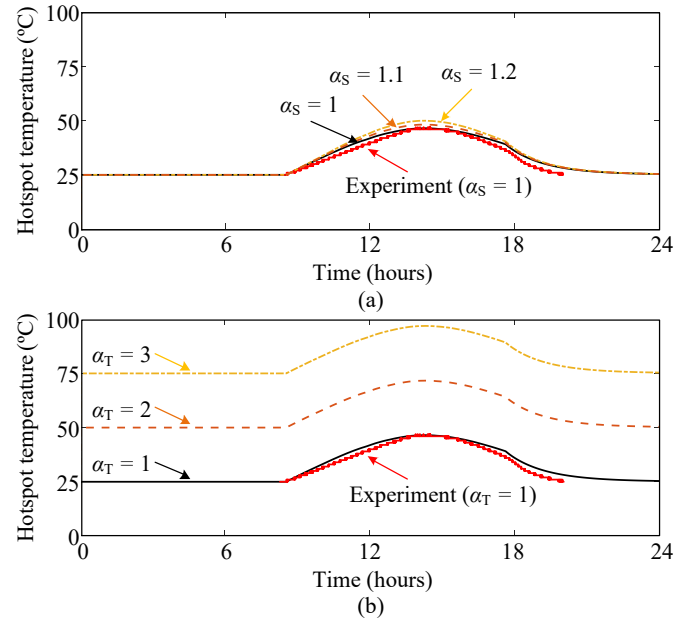 Hotspot temperature (ºC)
100
75
50
25
0
αS = 1.1
αS = 1.2
αS = 1
Experiment (αS = 1)
0
6
12
18
24
Time (hours)
(a)
Hotspot temperature (ºC)
100
75
50
25
0
αT = 3
αT = 2
αT = 1
Experiment (αT = 1)
0
6
12
18
24
Time (hours)
(b)